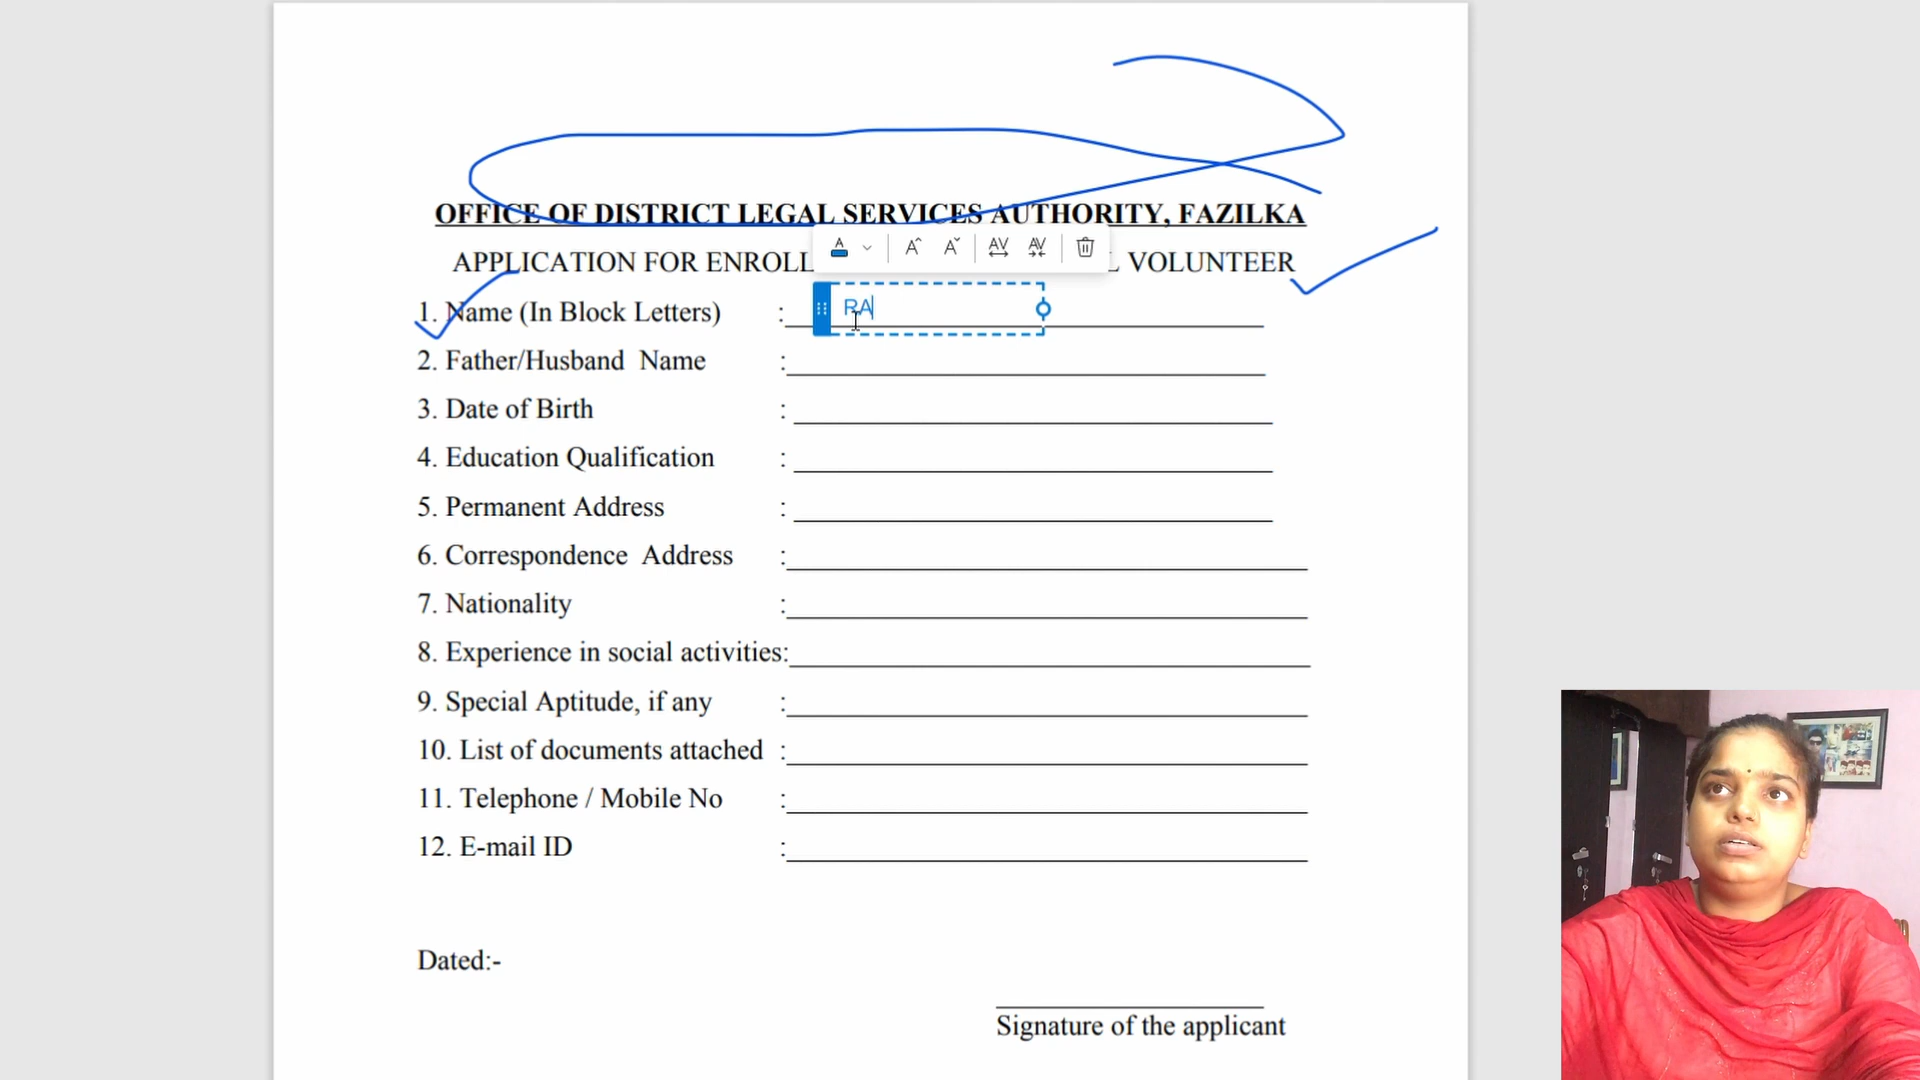 OFFICE OF DISTRICT LEGAL SERVICES AUTHORITY, FAZILKA
APPLICATION FOR ENROLL L VOLUNTEER
1. Name (In Block Letters) : RA
2. Father/Husband Name :
3. Date of Birth :
4. Education Qualification :
5. Permanent Address :
6. Correspondence Address :
7. Nationality :
8. Experience in social activities:
9. Special Aptitude, if any :
10. List of documents attached :
11. Telephone / Mobile No :
12. E-mail ID :
Dated:-
Signature of the applicant